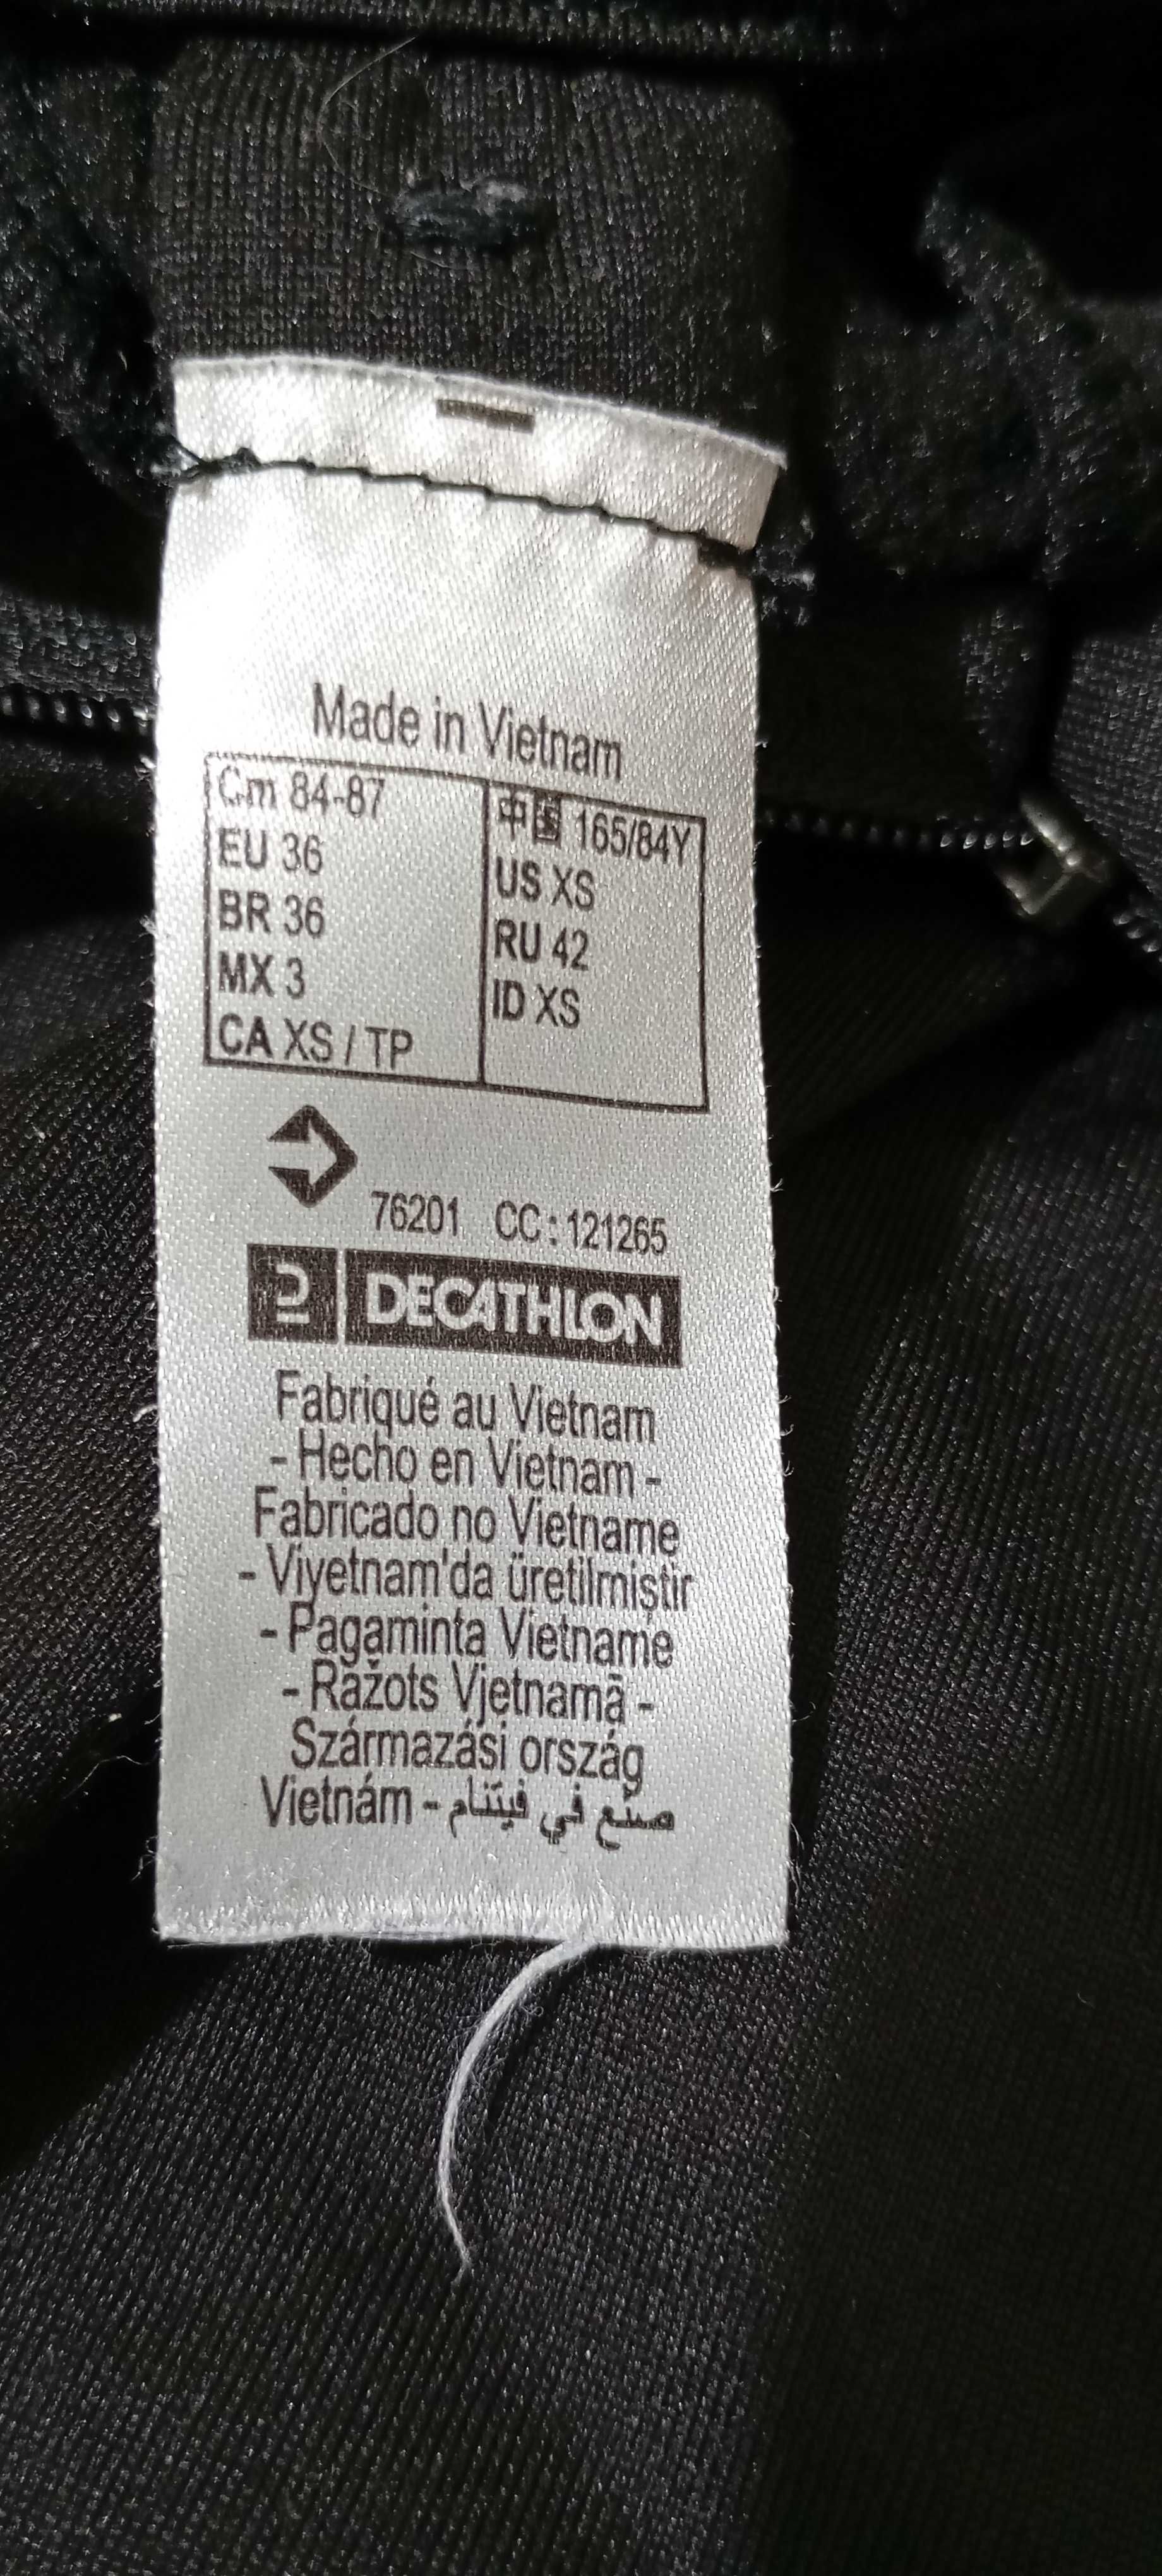 Made in Vietnam
Cm 84-87
EU 36
BR 36
MX 3
CA XS / TP
中国 165/84Y
US XS
RU 42
ID XS
76201 CC : 121265
DECATHLON
Fabriqué au Vietnam
- Hecho en Vietnam -
Fabricado no Vietname
- Viyetnam'da üretilmiştir
- Pagaminta Vietname
- Ražots Vjetnamā -
Származási ország
Vietnám - صنع في فيتنام